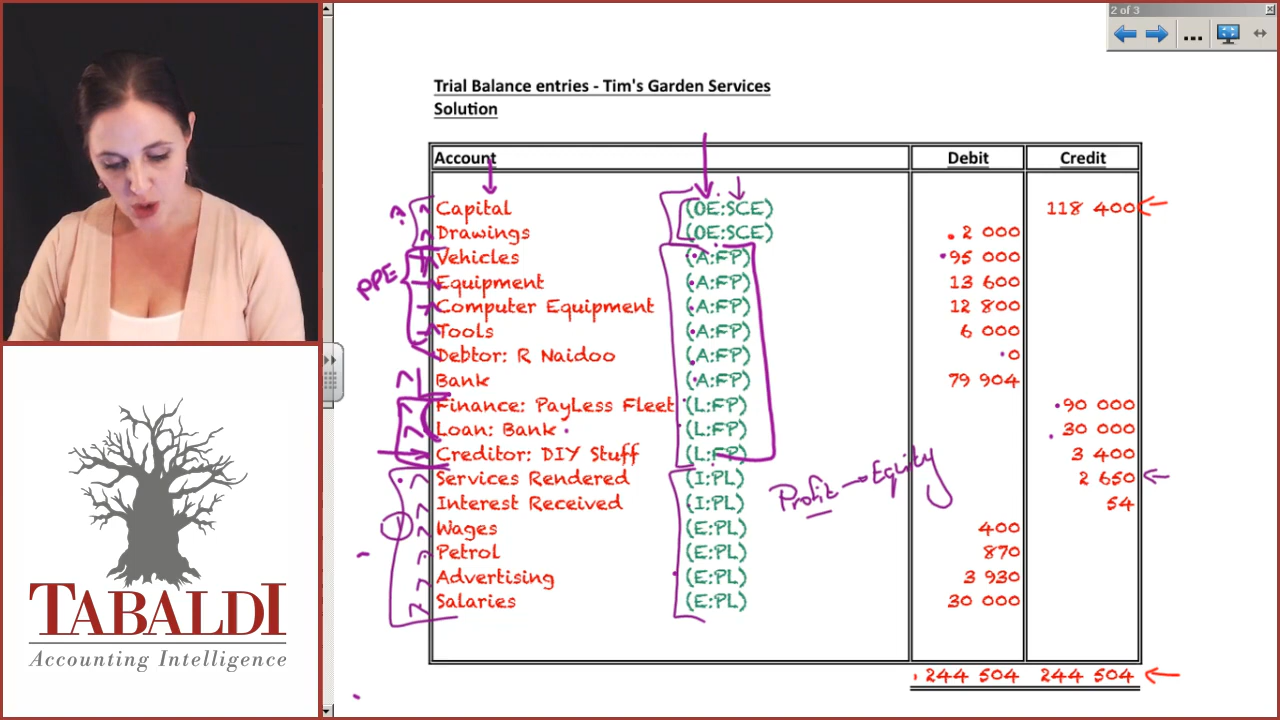 2 of 3
Trial Balance entries - Tim's Garden Services
Solution
Account Debit Credit
Capital (OE:SCE) 118 400
Drawings (OE:SCE) 2 000
Vehicles (A:FP) 95 000
PPE
Equipment (A:FP) 13 600
Computer Equipment (A:FP) 12 800
Tools (A:FP) 6 000
Debtor: R Naidoo (A:FP) 0
Bank (A:FP) 79 904
Finance: PayLess Fleet (L:FP) 90 000
Loan: Bank (L:FP) 30 000
Creditor: DIY Stuff (L:FP) 3 400
Services Rendered (I:PL) 2 650
Profit → Equity
Interest Received (I:PL) 54
Wages (E:PL) 400
Petrol (E:PL) 870
Advertising (E:PL) 3 930
Salaries (E:PL) 30 000
244 504 244 504
TABALDI
Accounting Intelligence